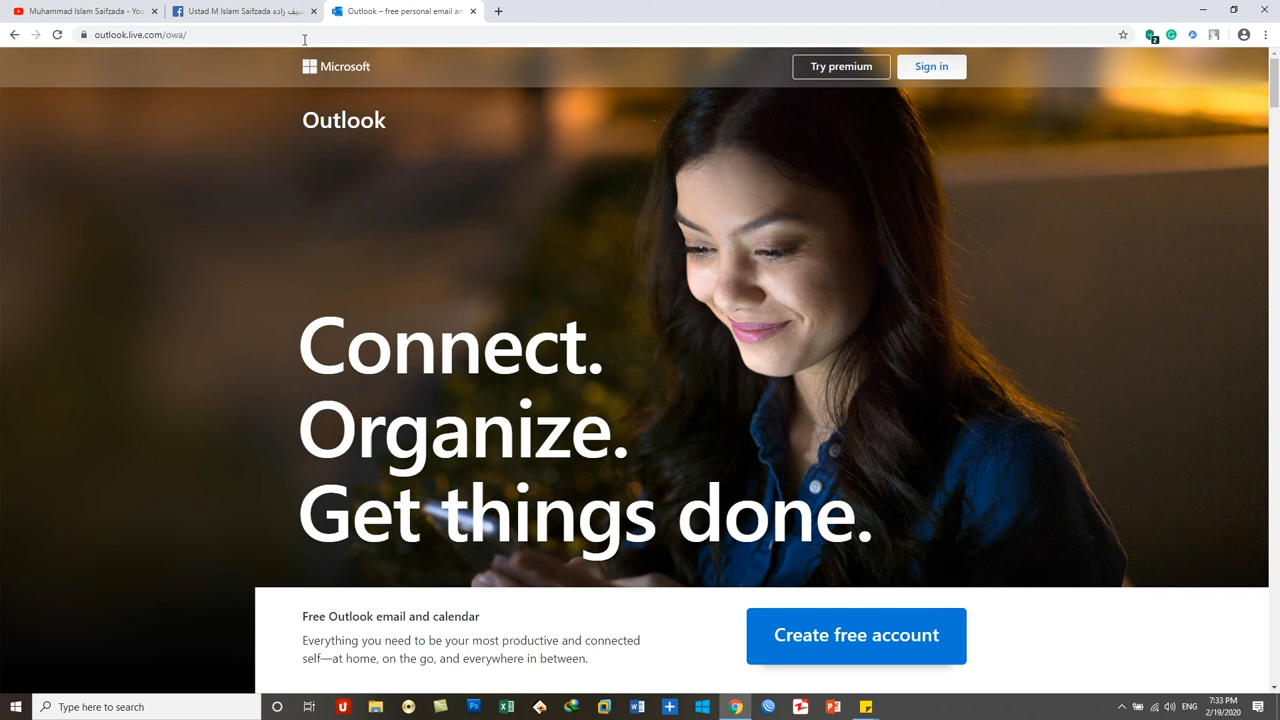 Muhammad Islam Saifzada - You
Ustad M Islam Saifzada سیف زاده
Outlook – free personal email an
outlook.live.com/owa/
2
Microsoft
Try premium
Sign in
Outlook
Connect.
Organize.
Get things done.
Free Outlook email and calendar
Everything you need to be your most productive and connected
self—at home, on the go, and everywhere in between.
Create free account
Type here to search
ENG
7:33 PM
2/19/2020